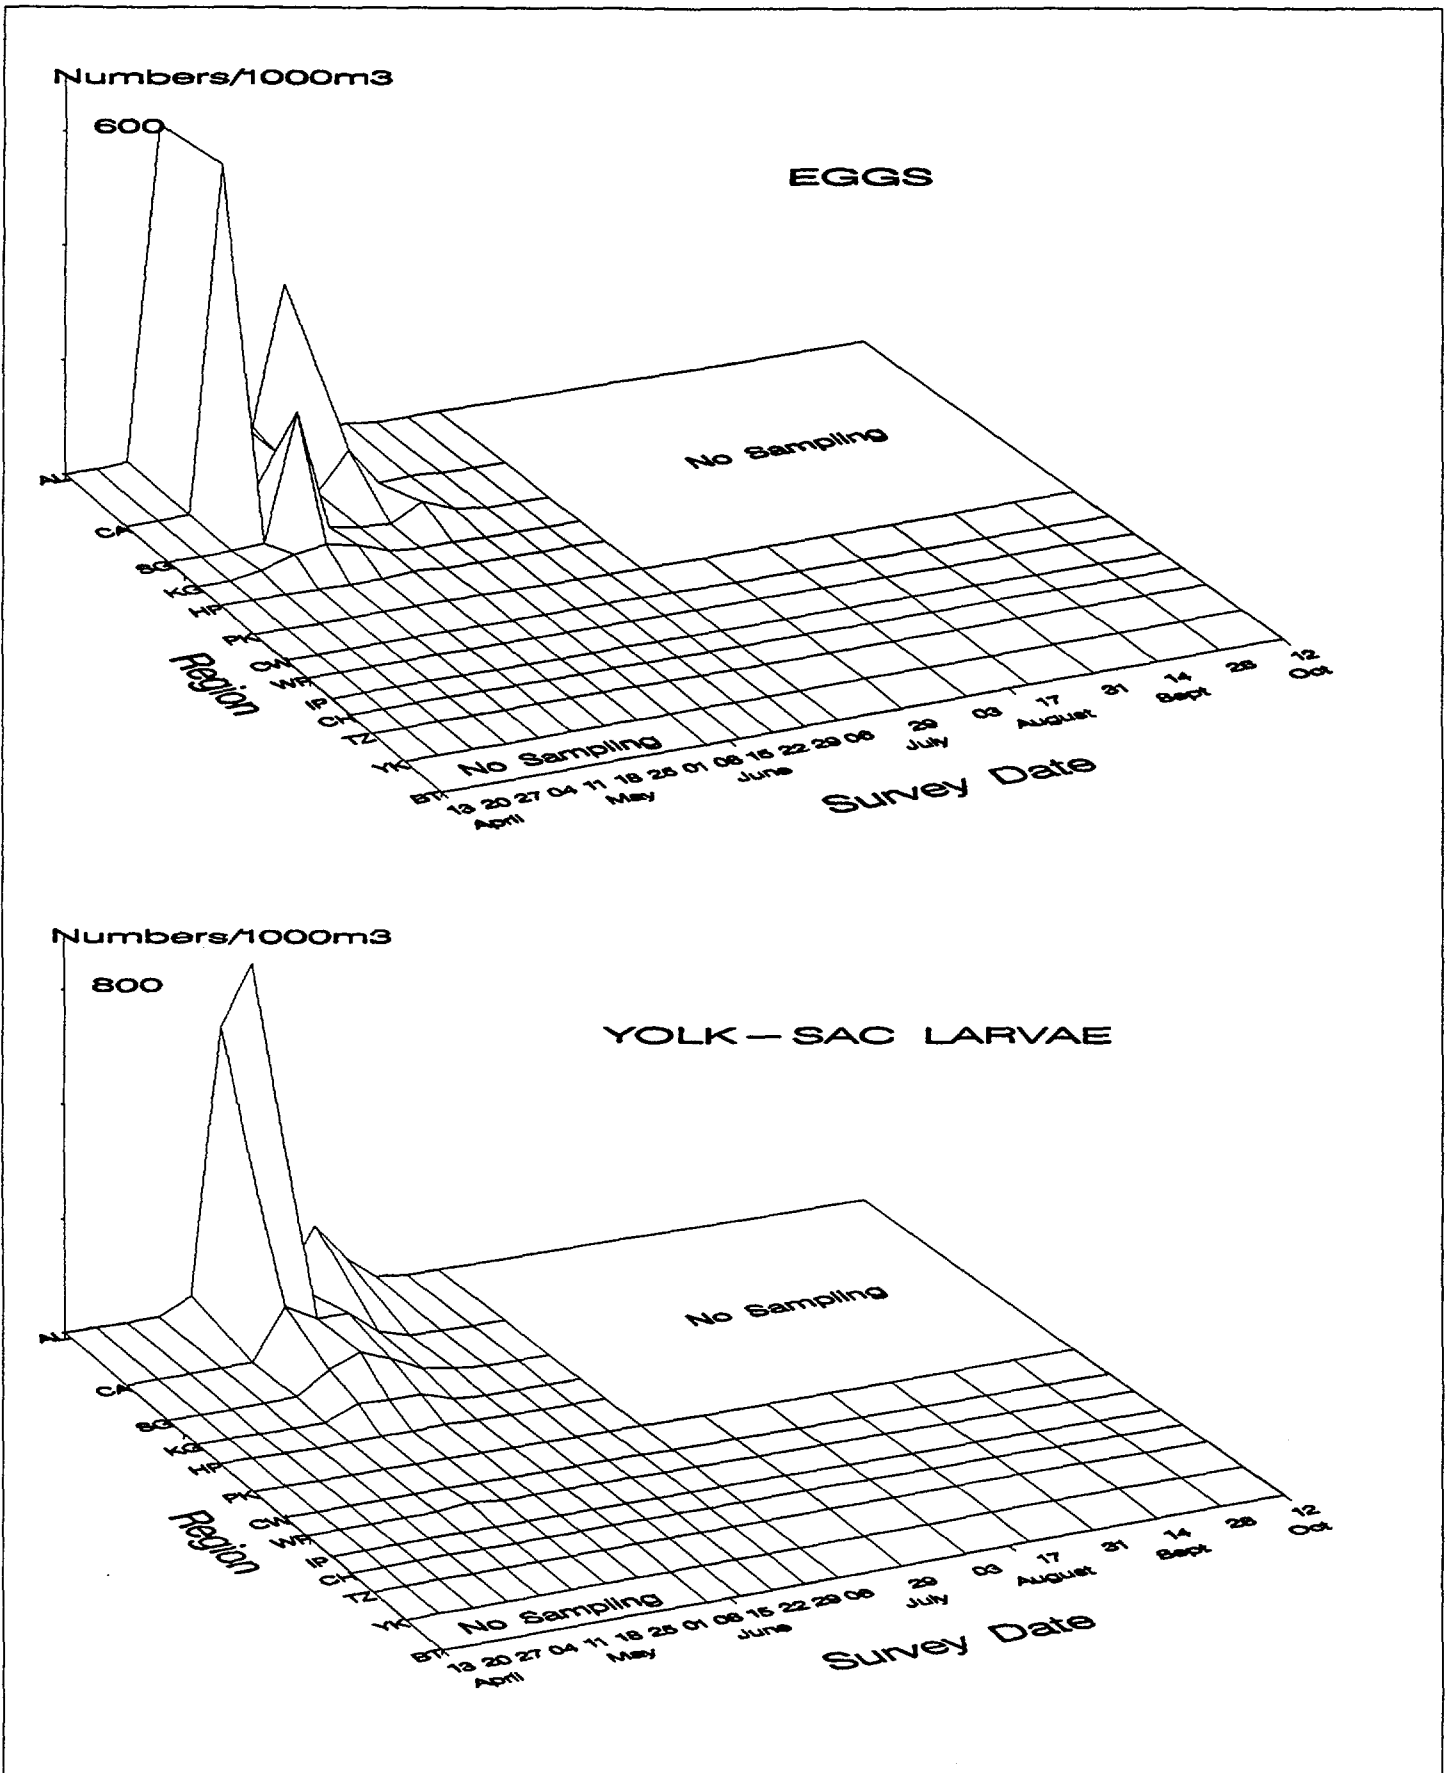 Numbers/1000m3
600
EGGS
No Sampling
AL
CA
SG
KG
HP
PK
CW
WP
IP
CH
TZ
YK
BT
Region
No Sampling
13 20 27 04 11 18 25 01 08 15 22 29 06 29 03 17 31 14 28 12
April May June July August Sept Oct
Survey Date
Numbers/1000m3
800
YOLK-SAC LARVAE
No Sampling
AL
CA
SG
KG
HP
PK
CW
WP
IP
CH
TZ
YK
BT
Region
No Sampling
13 20 27 04 11 18 25 01 08 15 22 29 06 29 03 17 31 14 28 12
April May June July August Sept Oct
Survey Date